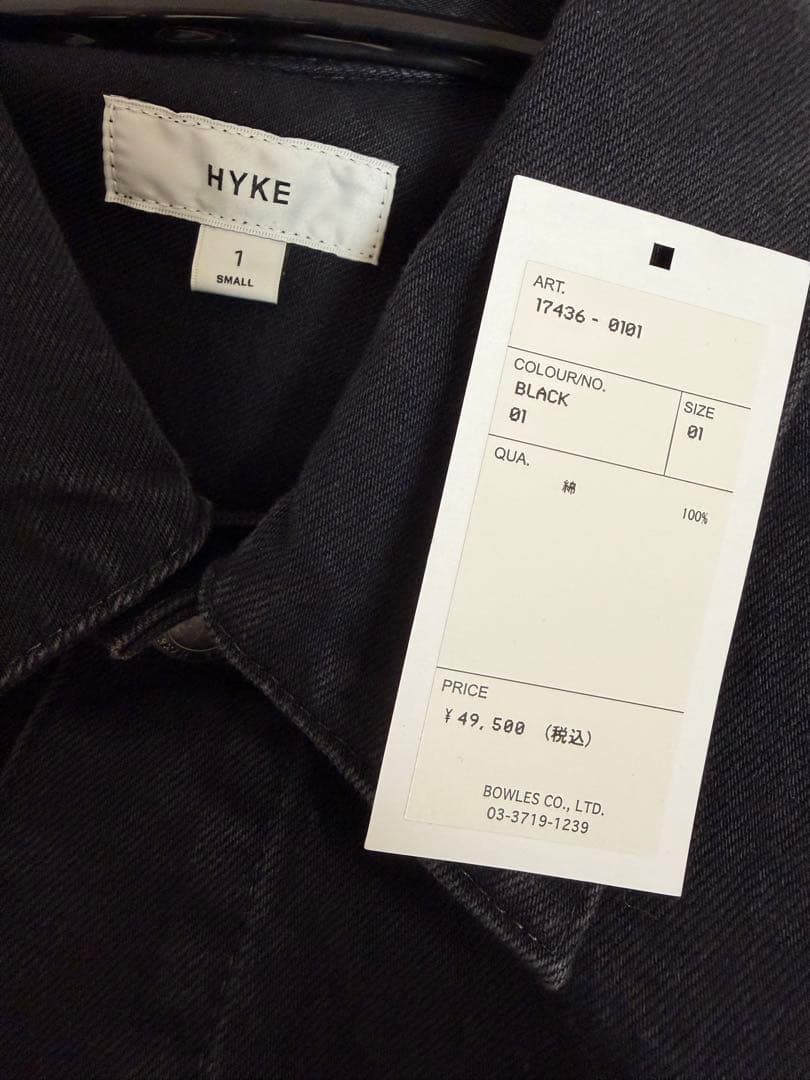 HYKE
1
SMALL
ART.
17436 - 0101
COLOUR/NO.
BLACK
01
SIZE
01
QUA.
綿
100%
PRICE
¥49,500 (税込)
BOWLES CO., LTD.
03-3719-1239